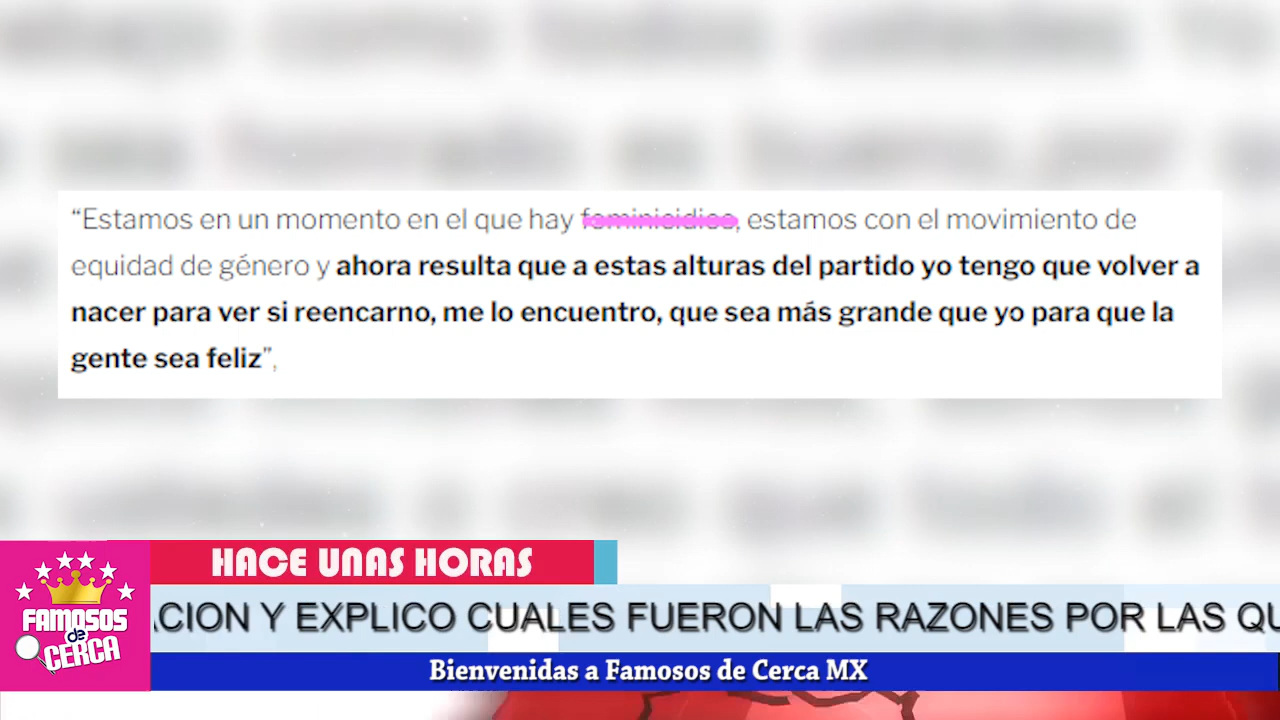 “Estamos en un momento en el que hay feminicidios, estamos con el movimiento de
equidad de género y ahora resulta que a estas alturas del partido yo tengo que volver a
nacer para ver si reencarno, me lo encuentro, que sea más grande que yo para que la
gente sea feliz”,
HACE UNAS HORAS
ACION Y EXPLICO CUALES FUERON LAS RAZONES POR LAS QU
FAMOSOS
de
CERCA
Bienvenidas a Famosos de Cerca MX